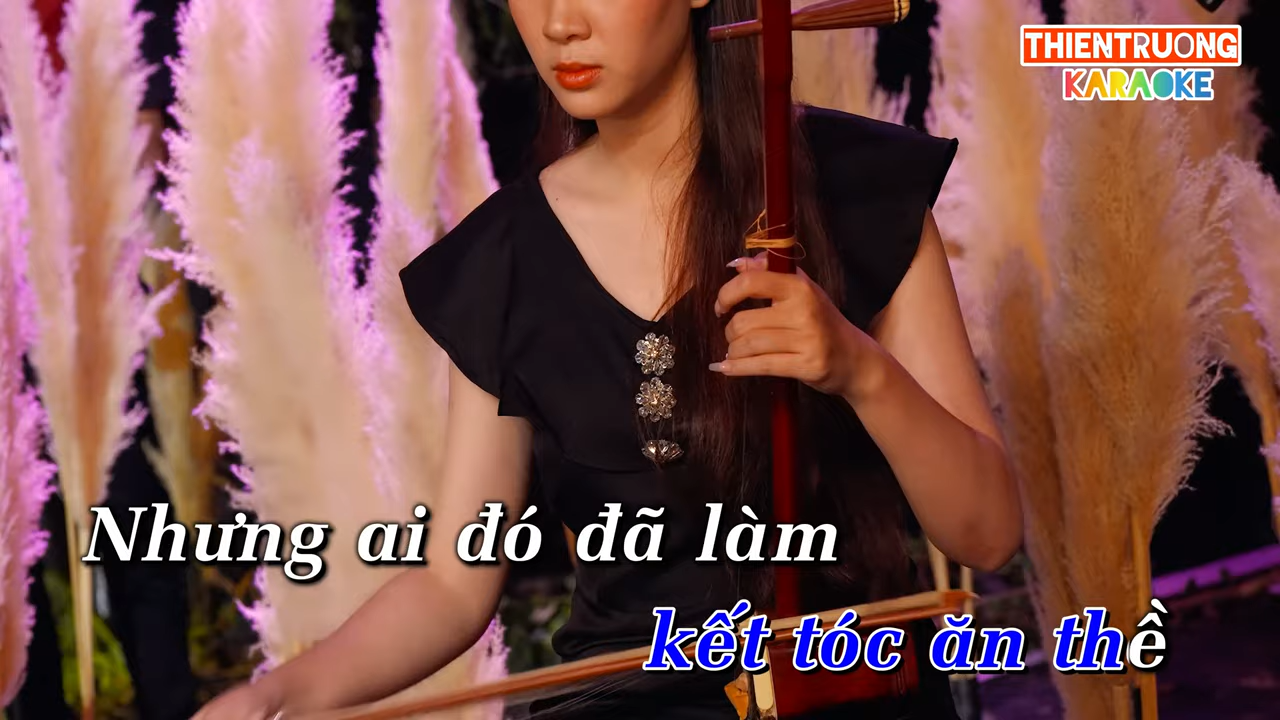 THIENTRUONG
KARAOKE
Nhưng ai đó đã làm
kết tóc ăn thề